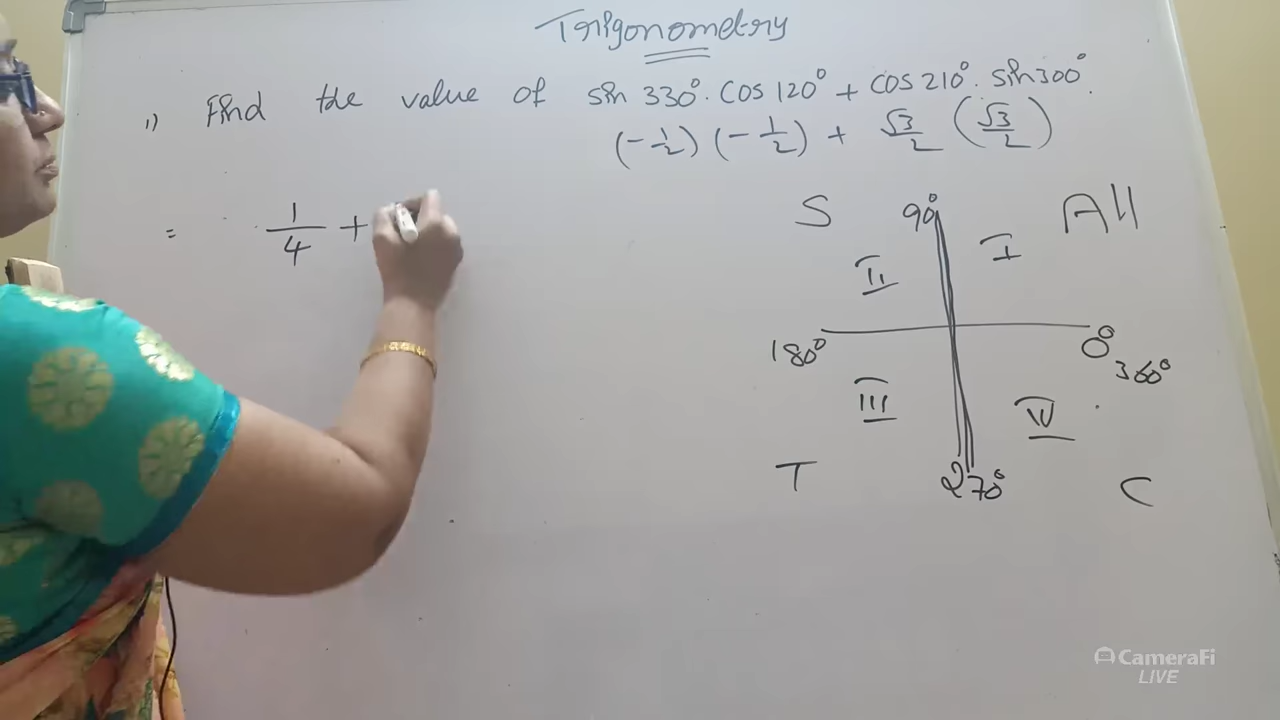 Trigonometry
1) Find the value of sin 330°. cos 120° + cos 210°. sin 300°.
(-1/2) (-1/2) + √3/2 (√3/2)
= 1/4 +
S 90° All
II I
180° 0° 360°
III IV
T 270° C
CameraFi
LIVE